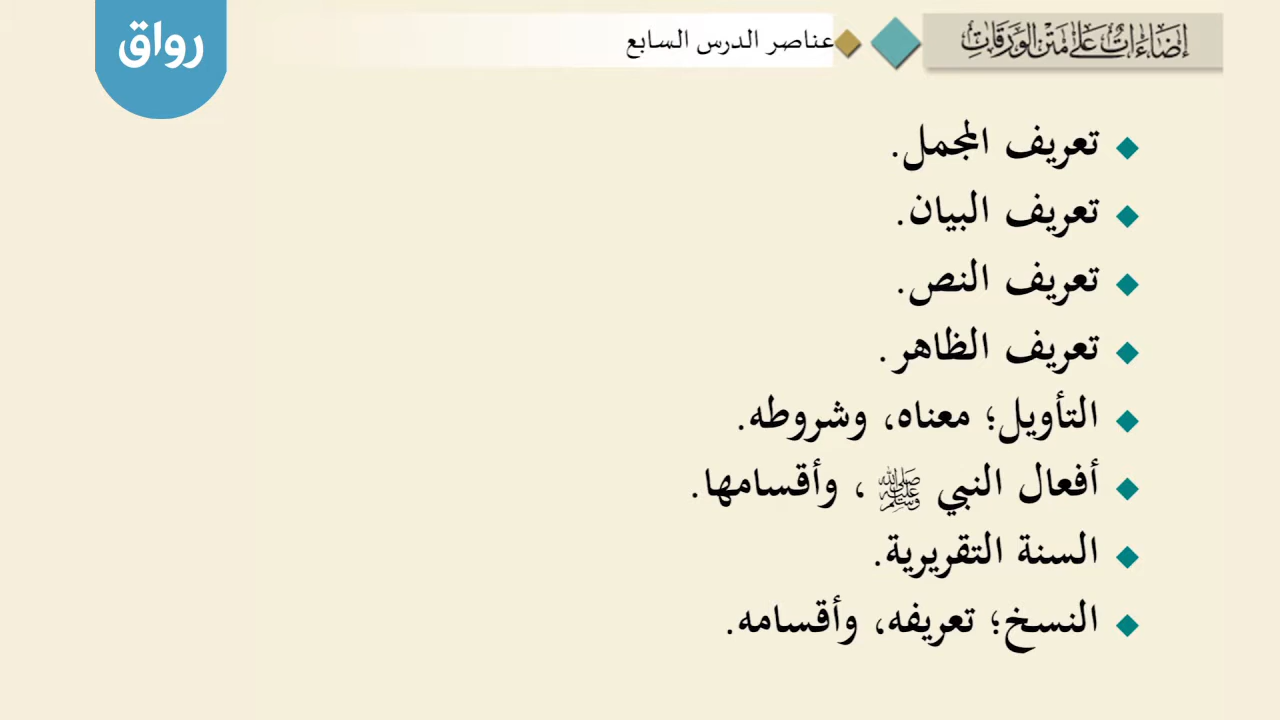 رواق
إضاءات على متن الورقات
عناصر الدرس السابع
تعريف المجمل.
تعريف البيان.
تعريف النص.
تعريف الظاهر.
التأويل؛ معناه، وشروطه.
أفعال النبي ﷺ ، وأقسامها.
السنة التقريرية.
النسخ؛ تعريفه، وأقسامه.